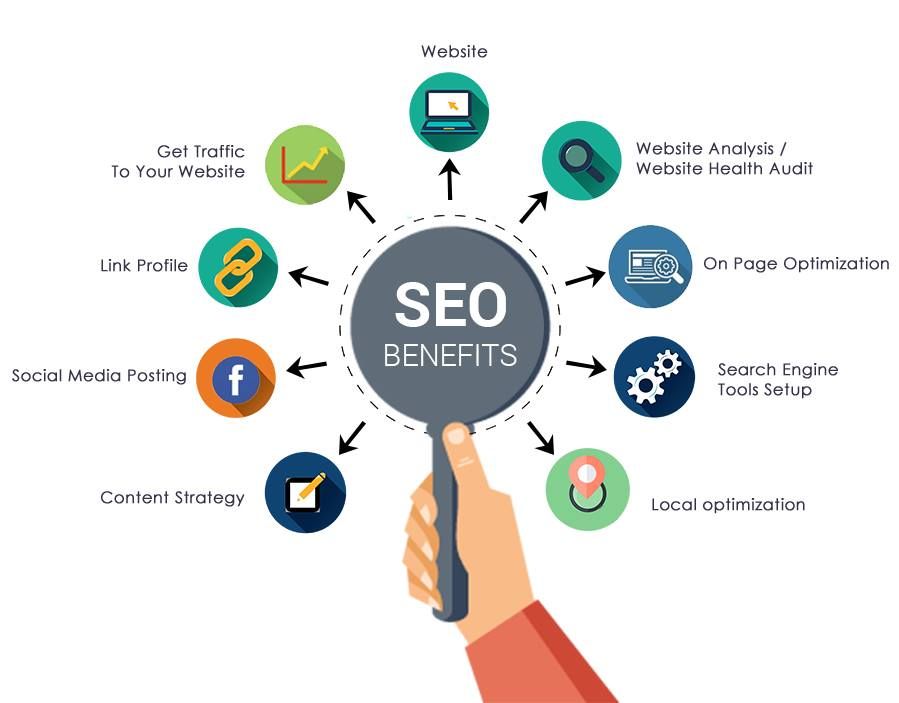 Website
Get Traffic
To Your Website
Website Analysis /
Website Health Audit
Link Profile
On Page Optimization
SEO
BENEFITS
Social Media Posting
f
Search Engine
Tools Setup
Content Strategy
Local optimization